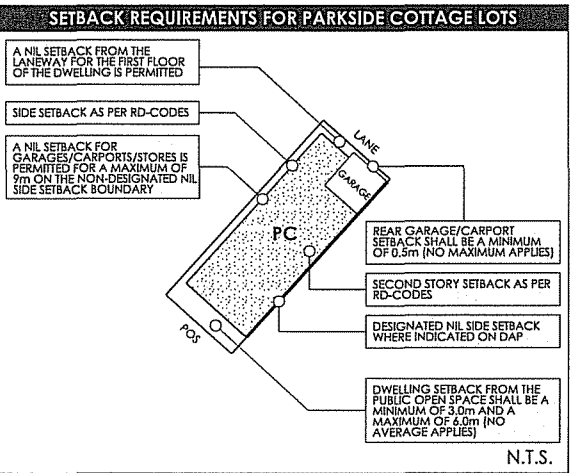 SETBACK REQUIREMENTS FOR PARKSIDE COTTAGE LOTS
A NIL SETBACK FROM THE
LANEWAY FOR THE FIRST FLOOR
OF THE DWELLING IS PERMITTED
SIDE SETBACK AS PER RD-CODES
A NIL SETBACK FOR
GARAGES/CARPORTS/STORES IS
PERMITTED FOR A MAXIMUM OF
9m ON THE NON-DESIGNATED NIL
SIDE SETBACK BOUNDARY
LANE
GARAGE
PC
POS
REAR GARAGE/CARPORT
SETBACK SHALL BE A MINIMUM
OF 0.5m (NO MAXIMUM APPLIES)
SECOND STORY SETBACK AS PER
RD-CODES
DESIGNATED NIL SIDE SETBACK
WHERE INDICATED ON DAP
DWELLING SETBACK FROM THE
PUBLIC OPEN SPACE SHALL BE A
MINIMUM OF 3.0m AND A
MAXIMUM OF 6.0m (NO
AVERAGE APPLIES)
N.T.S.